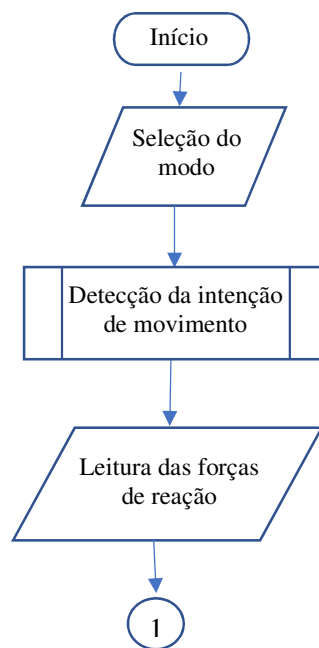 Início
Seleção do
modo
Detecção da intenção
de movimento
Leitura das forças
de reação
1